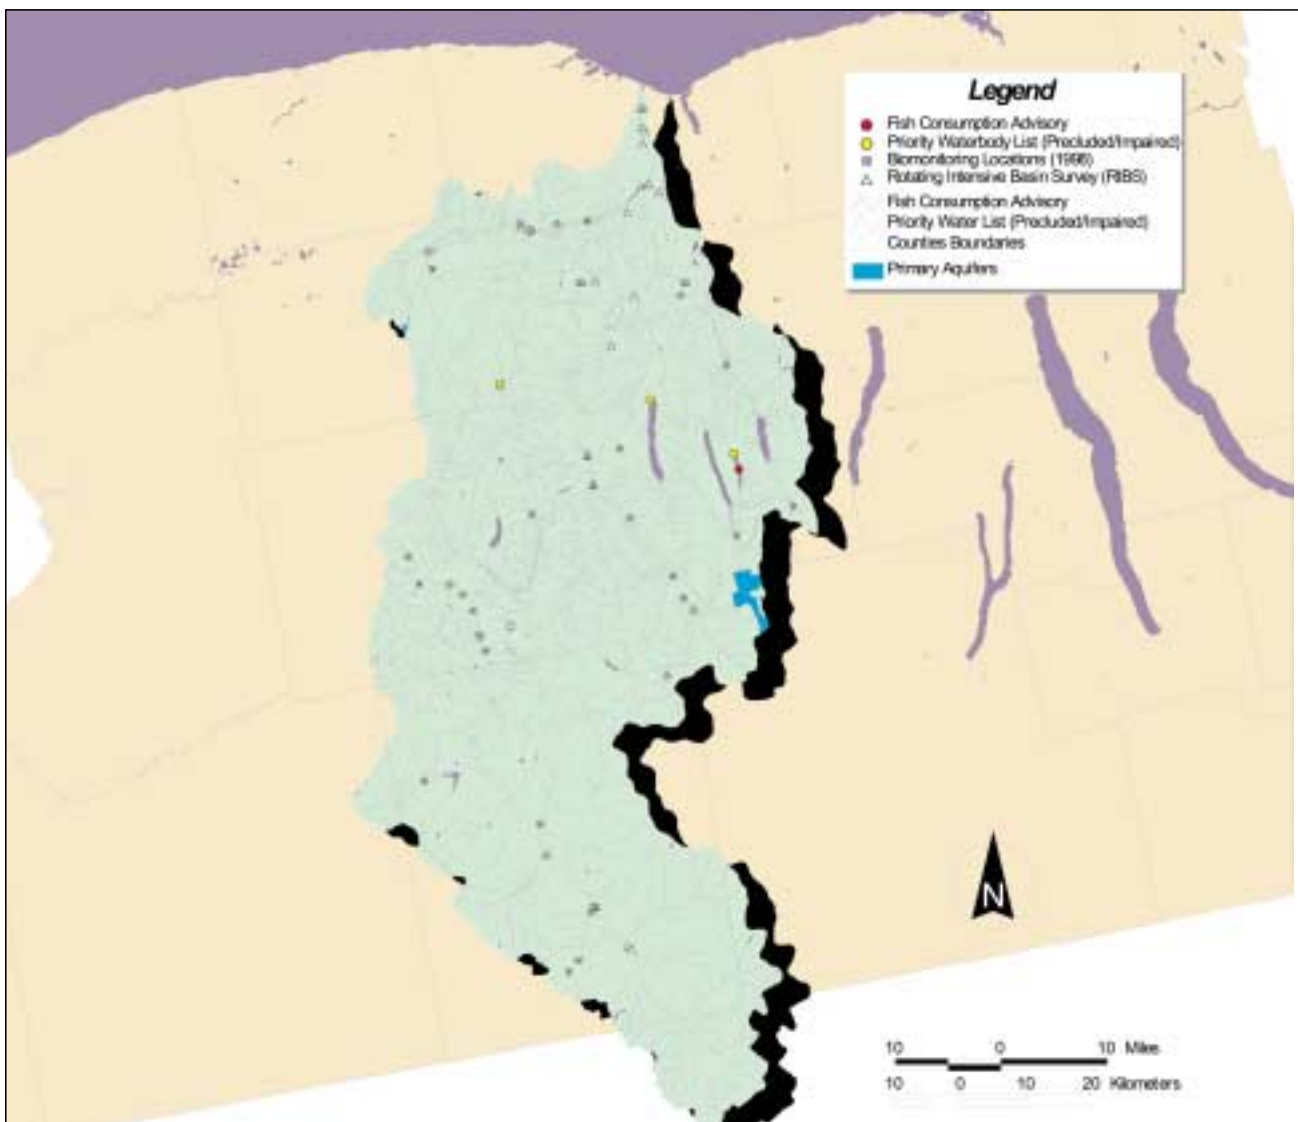 Legend
Fish Consumption Advisory
Priority Waterbody List (Precluded/Impaired)
Biomonitoring Locations (1996)
Rotating Intensive Basin Survey (RIBS)
Fish Consumption Advisory
Priority Water List (Precluded/Impaired)
Counties Boundaries
Primary Aquifers
N
10 0 10 Miles
10 0 10 20 Kilometers